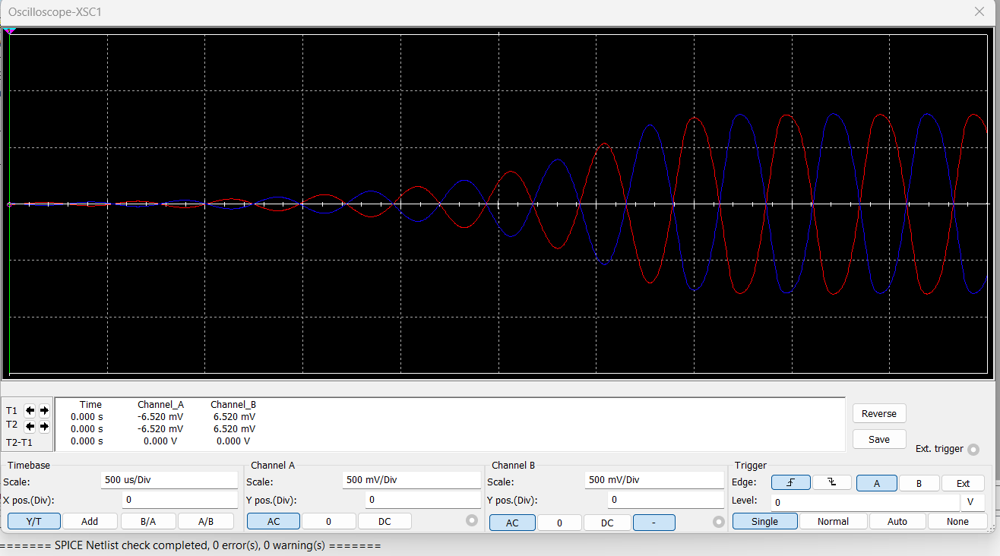 Oscilloscope-XSC1
T1
T2
T2-T1
Time Channel_A Channel_B
0.000 s -6.520 mV 6.520 mV
0.000 s -6.520 mV 6.520 mV
0.000 s 0.000 V 0.000 V
Reverse
Save
Ext. trigger
Timebase
Scale: 500 us/Div
X pos.(Div): 0
Y/T Add B/A A/B
Channel A
Scale: 500 mV/Div
Y pos.(Div): 0
AC 0 DC
Channel B
Scale: 500 mV/Div
Y pos.(Div): 0
AC 0 DC -
Trigger
Edge: A B Ext
Level: 0 V
Single Normal Auto None
======= SPICE Netlist check completed, 0 error(s), 0 warning(s) =======